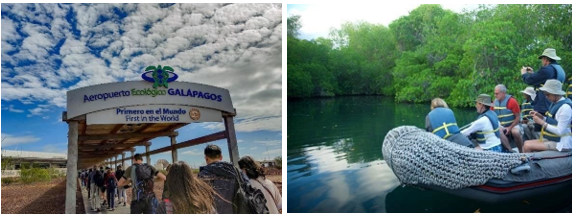 Aeropuerto Ecológico GALÁPAGOS
Primero en el Mundo
First in the World